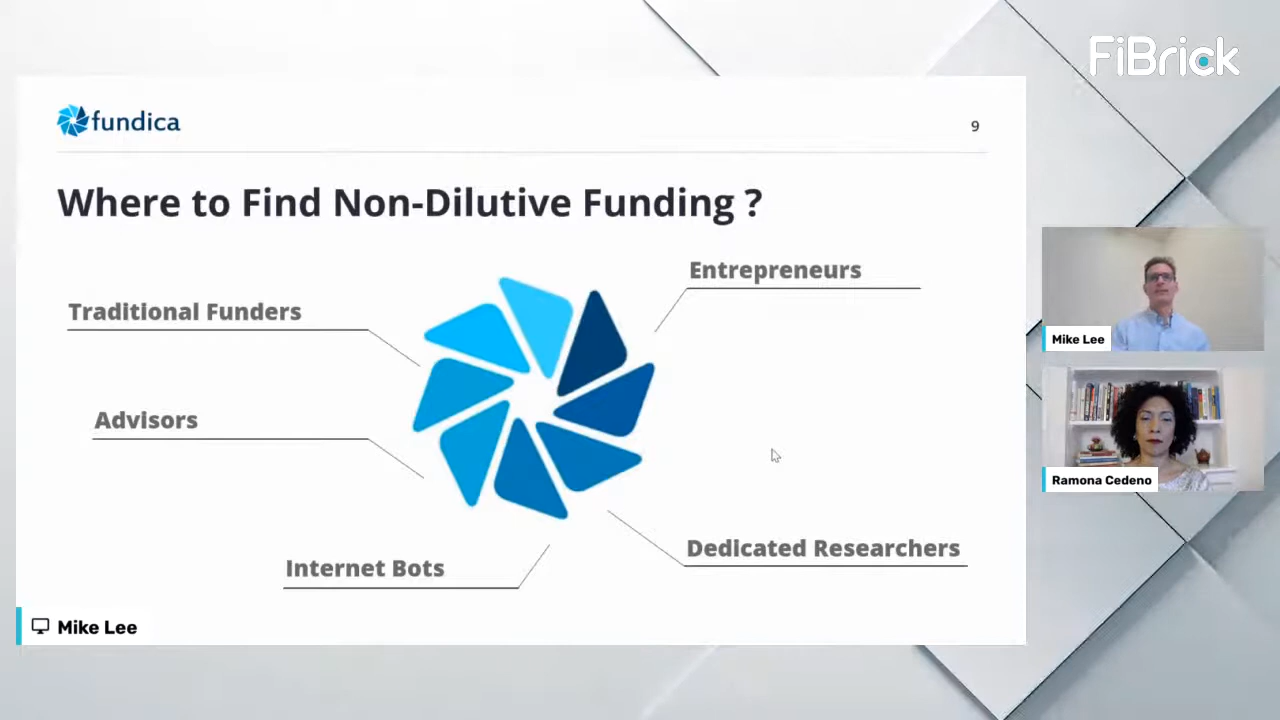 FiBrick
fundica
9
Where to Find Non-Dilutive Funding ?
Entrepreneurs
Traditional Funders
Advisors
Dedicated Researchers
Internet Bots
Mike Lee
Mike Lee
Ramona Cedeno